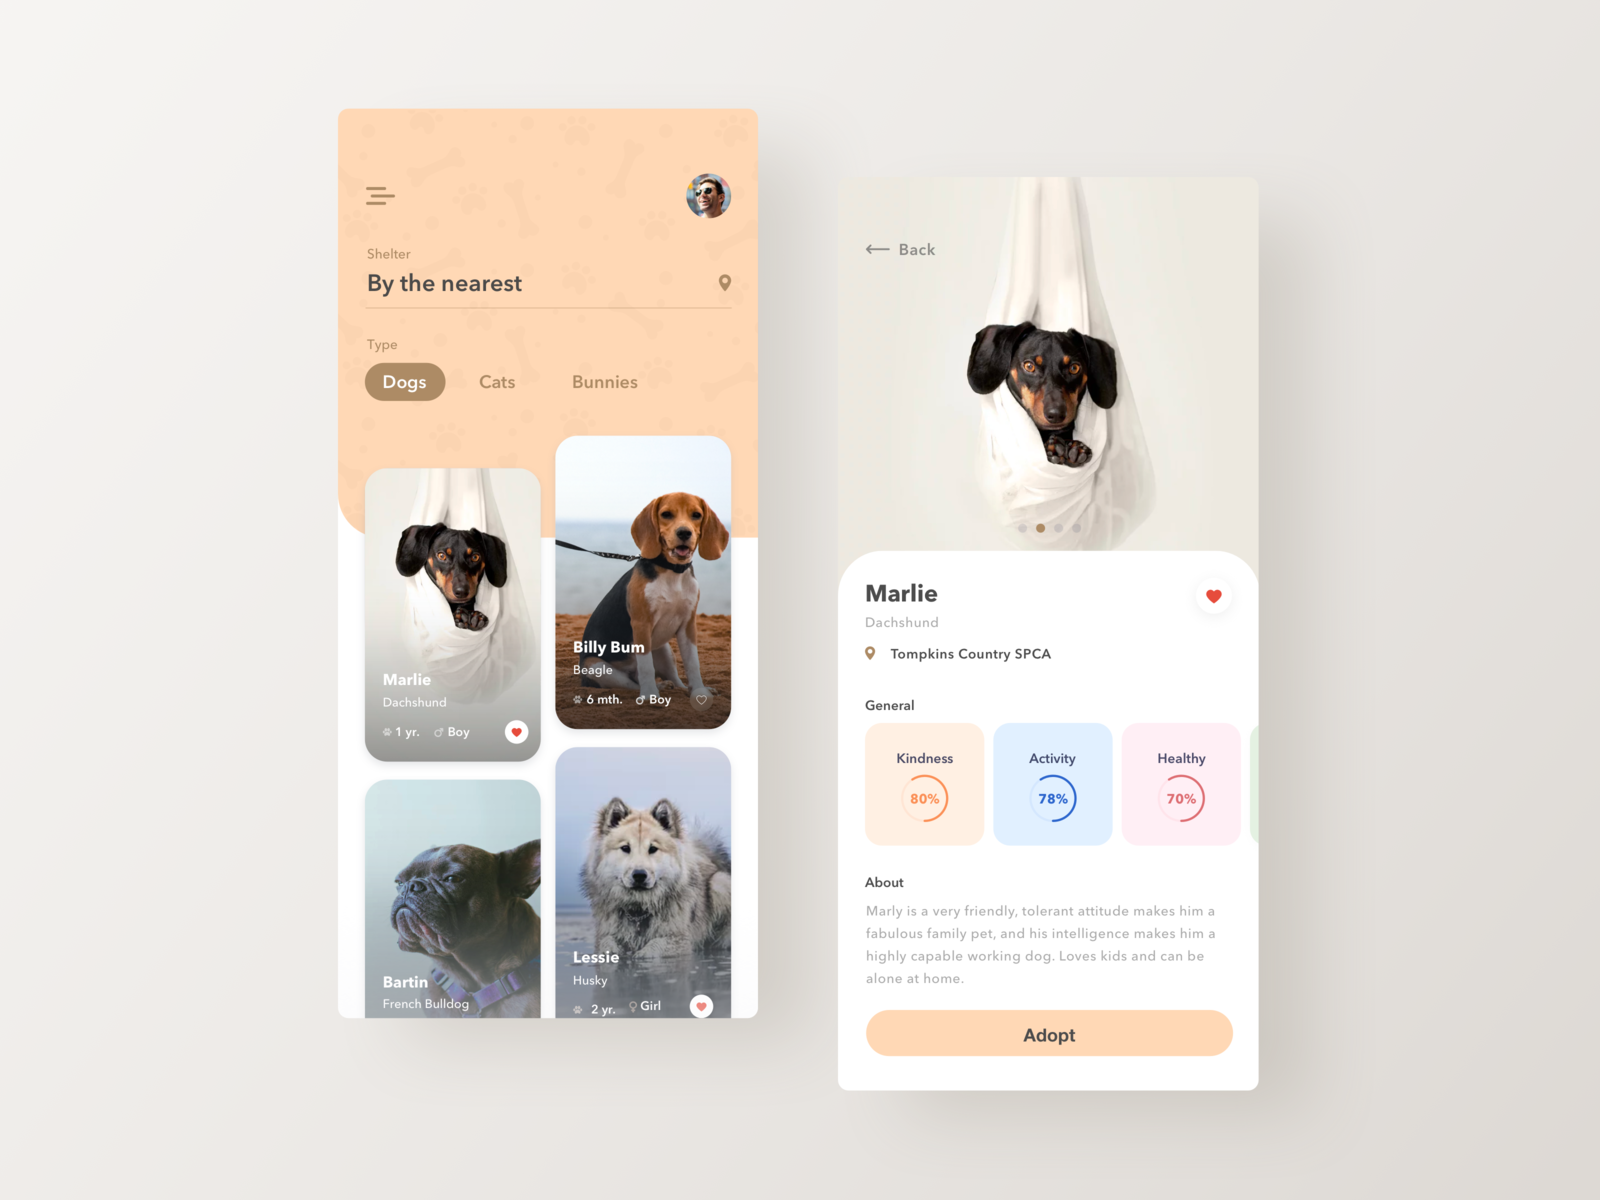 Shelter
By the nearest
Type
Dogs
Cats
Bunnies
Marlie
Dachshund
1 yr.
Boy
Billy Bum
Beagle
6 mth.
Boy
Bartin
French Bulldog
Lessie
Husky
2 yr.
Girl
Back
Marlie
Dachshund
Tompkins Country SPCA
General
Kindness
80%
Activity
78%
Healthy
70%
About
Marly is a very friendly, tolerant attitude makes him a
fabulous family pet, and his intelligence makes him a
highly capable working dog. Loves kids and can be
alone at home.
Adopt